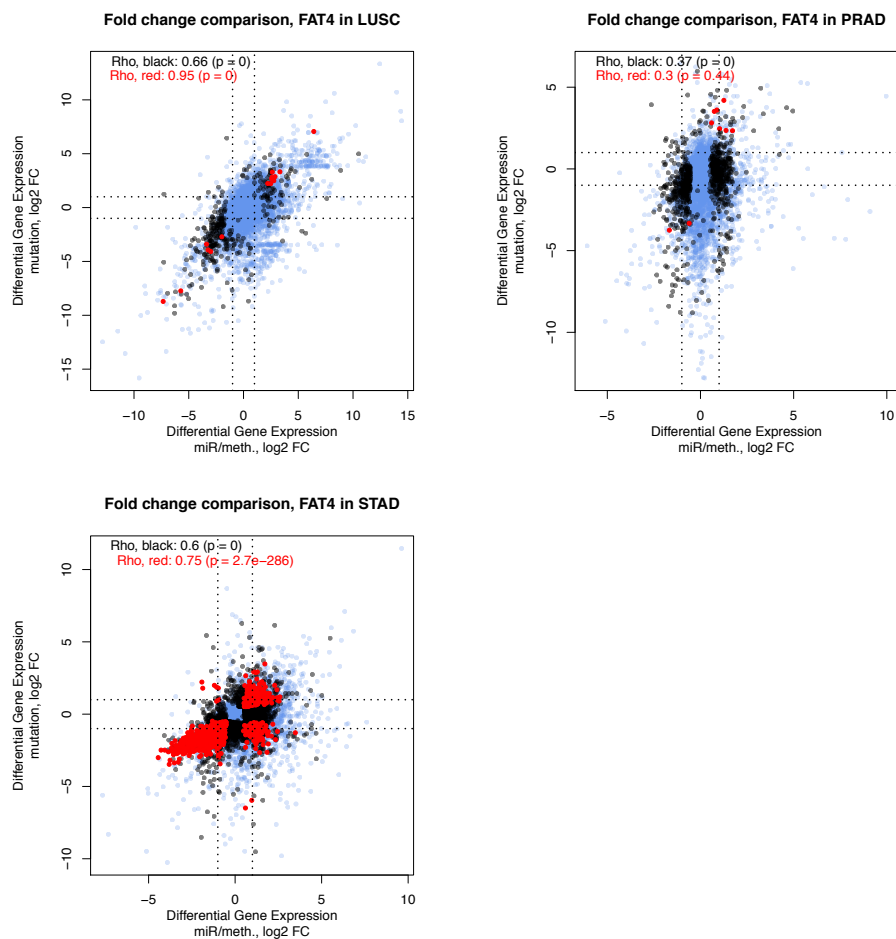 Fold change comparison, FAT4 in LUSC
Rho, black: 0.66 (p = 0)
Rho, red: 0.95 (p = 0)
10
5
0
−5
−10
−15
Differential Gene Expression
mutation, log2 FC
−10
−5
0
5
10
15
Differential Gene Expression
miR/meth., log2 FC
Fold change comparison, FAT4 in PRAD
Rho, black: 0.37 (p = 0)
Rho, red: 0.3 (p = 0.44)
5
0
−5
−10
Differential Gene Expression
mutation, log2 FC
−5
0
5
10
Differential Gene Expression
miR/meth., log2 FC
Fold change comparison, FAT4 in STAD
Rho, black: 0.6 (p = 0)
Rho, red: 0.75 (p = 2.7e−286)
10
5
0
−5
−10
Differential Gene Expression
mutation, log2 FC
−5
0
5
10
Differential Gene Expression
miR/meth., log2 FC